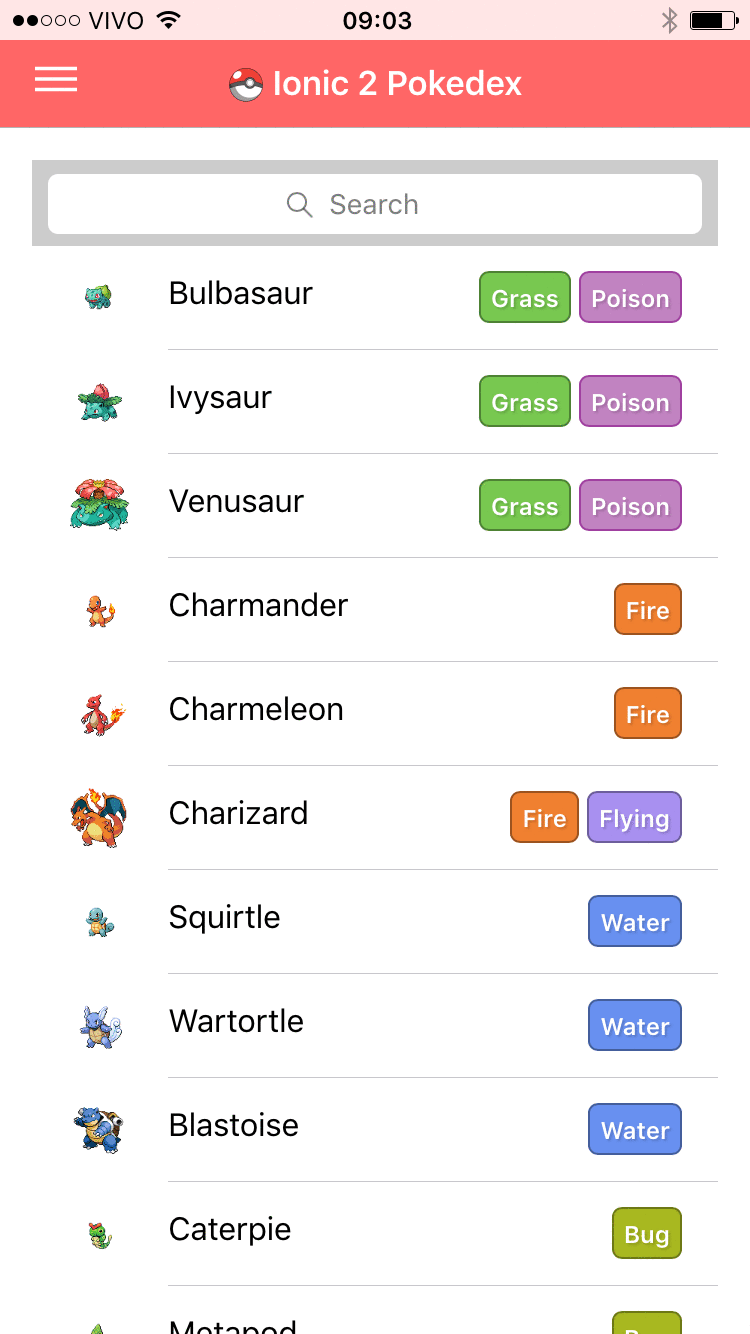 VIVO 09:03
Ionic 2 Pokedex
Search
Bulbasaur Grass Poison
Ivysaur Grass Poison
Venusaur Grass Poison
Charmander Fire
Charmeleon Fire
Charizard Fire Flying
Squirtle Water
Wartortle Water
Blastoise Water
Caterpie Bug
Metapod